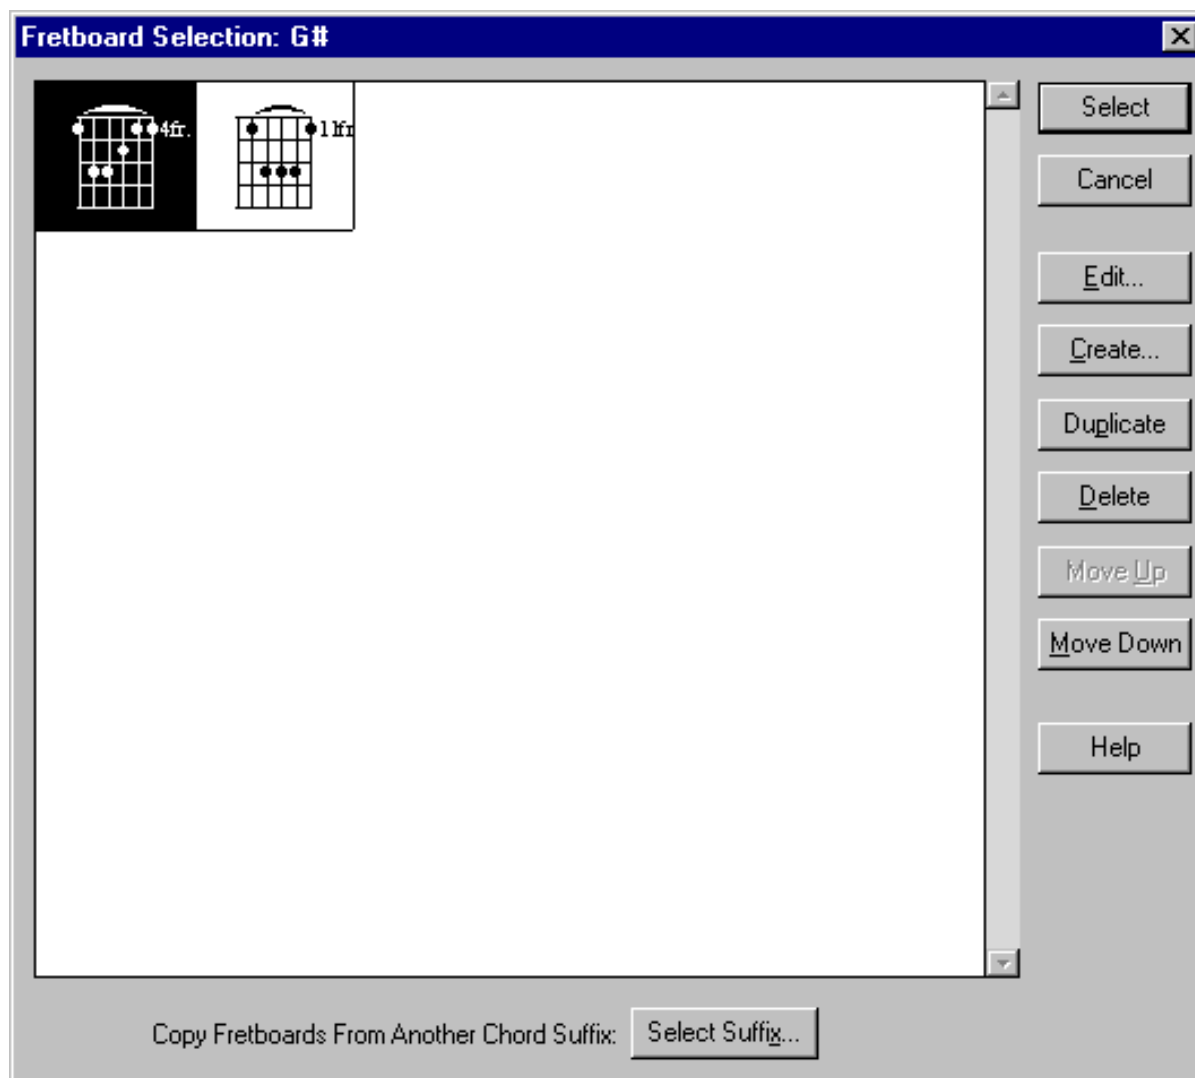 Fretboard Selection: G#
4fr.
11fr
Select
Cancel
Edit...
Create...
Duplicate
Delete
Move Up
Move Down
Help
Copy Fretboards From Another Chord Suffix:
Select Suffix...